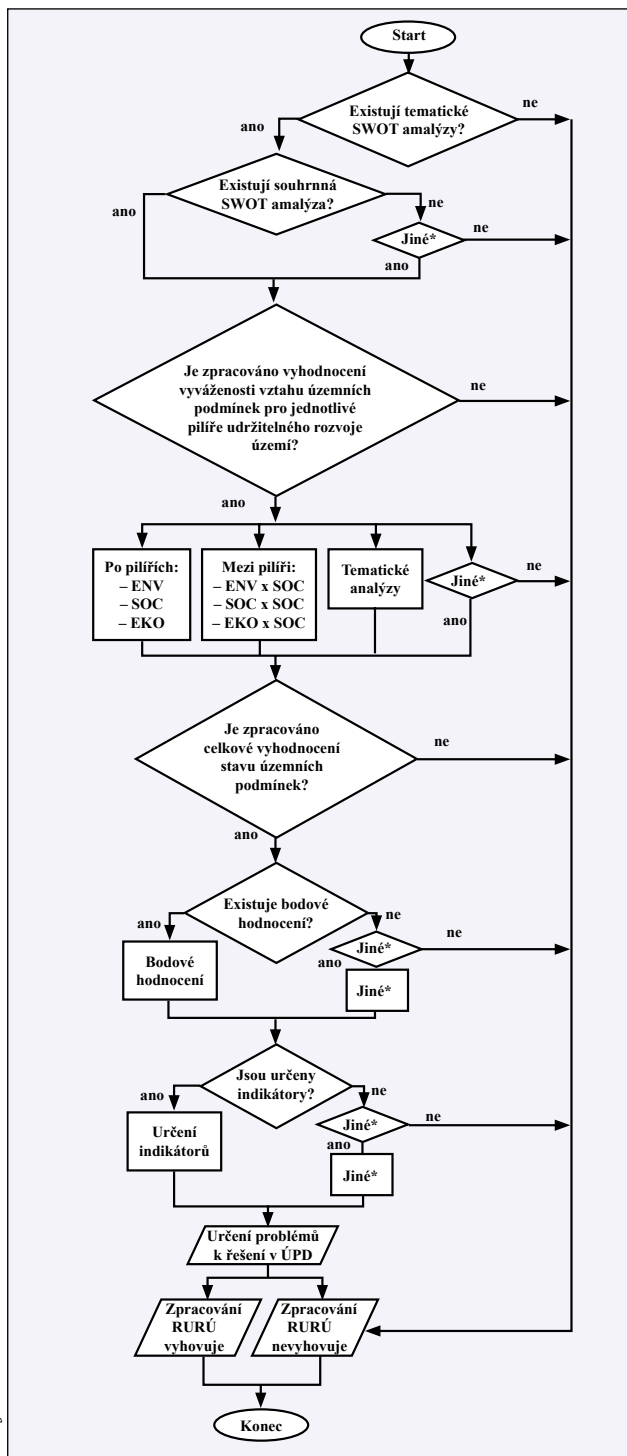 Start
Existují tematické
SWOT analýzy?
ne
ano
Existují souhrnná
SWOT analýza?
ano
ne
Jiné*
ne
ano
Je zpracováno vyhodnocení
vyváženosti vztahu územních
podmínek pro jednotlivé
pilíře udržitelného rozvoje
území?
ne
ano
Po pilířích:
– ENV
– SOC
– EKO
Mezi pilíři:
– ENV x SOC
– SOC x SOC
– EKO x SOC
Tematické
analýzy
Jiné*
ne
ano
Je zpracováno
celkové vyhodnocení
stavu územních
podmínek?
ne
ano
Existuje bodové
hodnocení?
ano
ne
Bodové
hodnocení
Jiné*
ne
ano
Jiné*
Jsou určeny
indikátory?
ano
ne
Určení
indikátorů
Jiné*
ne
ano
Jiné*
Určení problémů
k řešení v ÚPD
Zpracování
RURÚ
vyhovuje
Zpracování
RURÚ
nevyhovuje
Konec